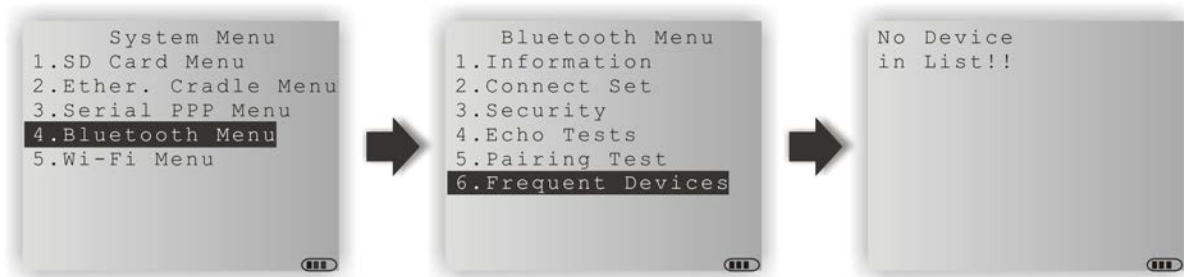 System Menu
1.SD Card Menu
2.Ether. Cradle Menu
3.Serial PPP Menu
4.Bluetooth Menu
5.Wi-Fi Menu
Bluetooth Menu
1.Information
2.Connect Set
3.Security
4.Echo Tests
5.Pairing Test
6.Frequent Devices
No Device
in List!!